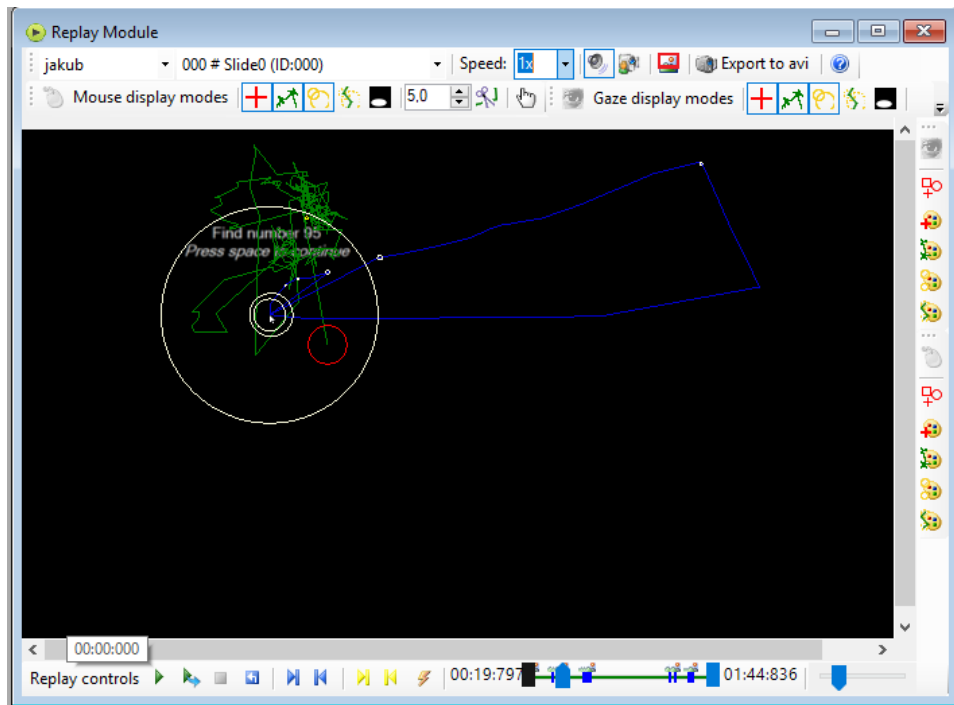 Replay Module
jakub 000 # Slide0 (ID:000) Speed: 1x Export to avi
Mouse display modes 5,0 Gaze display modes
Find number 95
Press space to continue
00:00:000
Replay controls 00:19:797 01:44:836